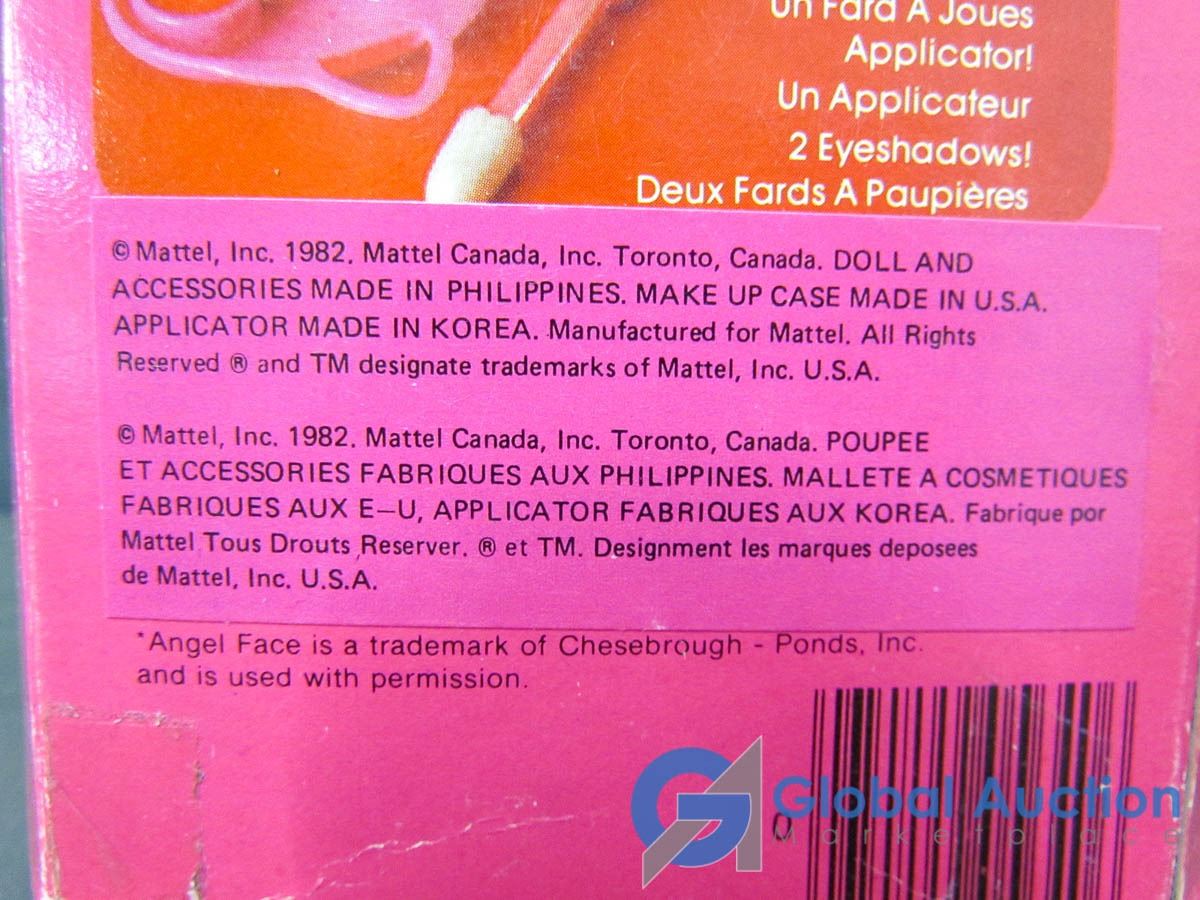 Un Fard A Joues
Applicator!
Un Applicateur
2 Eyeshadows!
Deux Fards A Paupières
© Mattel, Inc. 1982. Mattel Canada, Inc. Toronto, Canada. DOLL AND
ACCESSORIES MADE IN PHILIPPINES. MAKE UP CASE MADE IN U.S.A.
APPLICATOR MADE IN KOREA. Manufactured for Mattel. All Rights
Reserved ® and TM designate trademarks of Mattel, Inc. U.S.A.
© Mattel, Inc. 1982. Mattel Canada, Inc. Toronto, Canada. POUPEE
ET ACCESSORIES FABRIQUES AUX PHILIPPINES. MALLETE A COSMETIQUES
FABRIQUES AUX E–U, APPLICATOR FABRIQUES AUX KOREA. Fabrique por
Mattel Tous Drouts Reserver. ® et TM. Designment les marques deposees
de Mattel, Inc. U.S.A.
*Angel Face is a trademark of Chesebrough - Ponds, Inc.
and is used with permission.
0
GA Global Auction
Marketplace